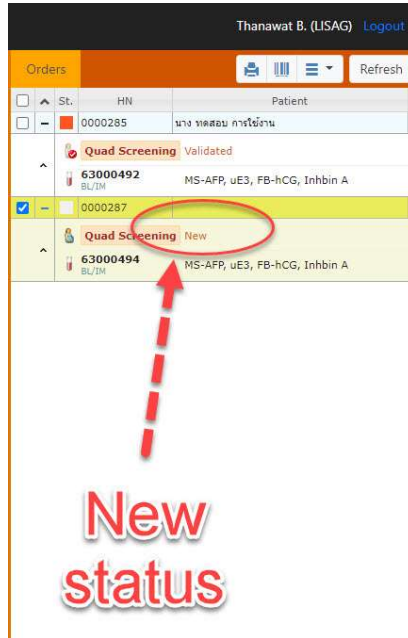 Thanawat B. (LISAG) Logout
Orders Refresh
St. HN Patient
0000285 นาง ทดสอบ การใช้งาน
Quad Screening Validated
63000492 MS-AFP, uE3, FB-hCG, Inhbin A
BL/IM
0000287
Quad Screening New
63000494 MS-AFP, uE3, FB-hCG, Inhbin A
BL/IM
New
status